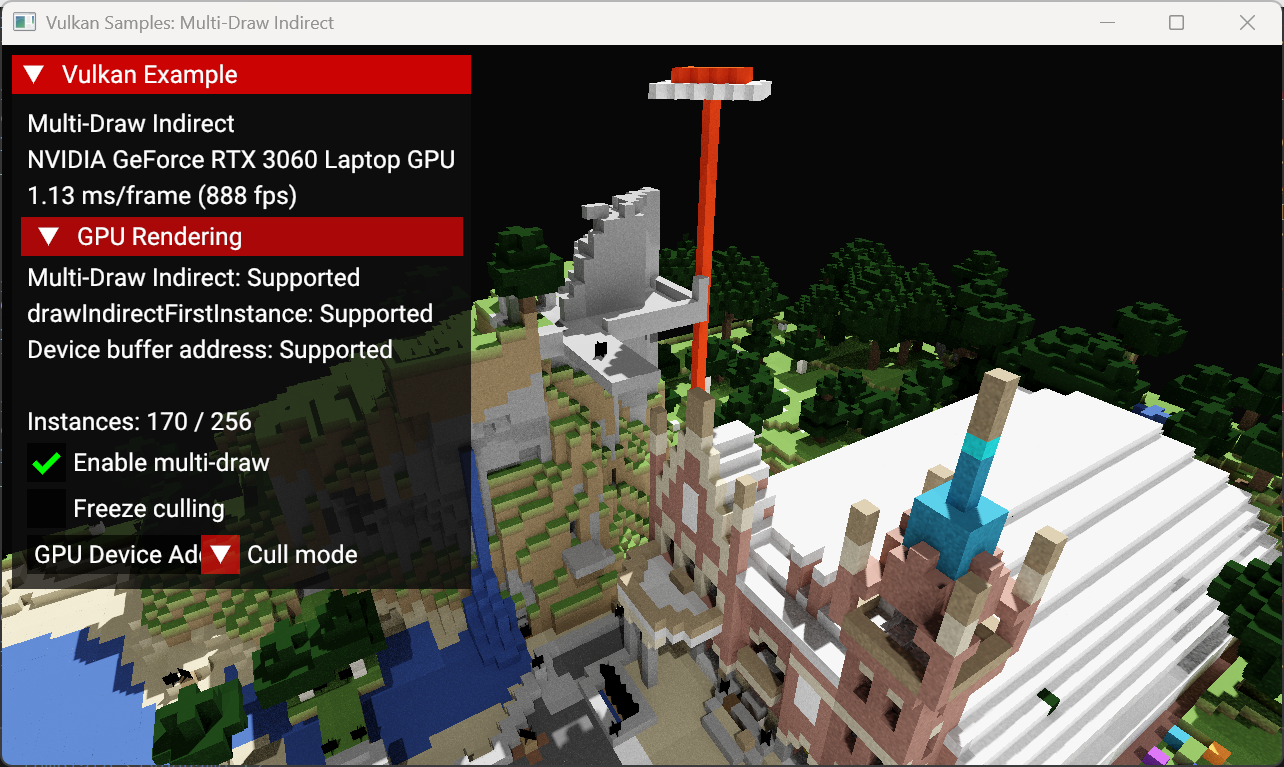 Vulkan Samples: Multi-Draw Indirect
Vulkan Example
Multi-Draw Indirect
NVIDIA GeForce RTX 3060 Laptop GPU
1.13 ms/frame (888 fps)
GPU Rendering
Multi-Draw Indirect: Supported
drawIndirectFirstInstance: Supported
Device buffer address: Supported
Instances: 170 / 256
Enable multi-draw
Freeze culling
GPU Device Add Cull mode